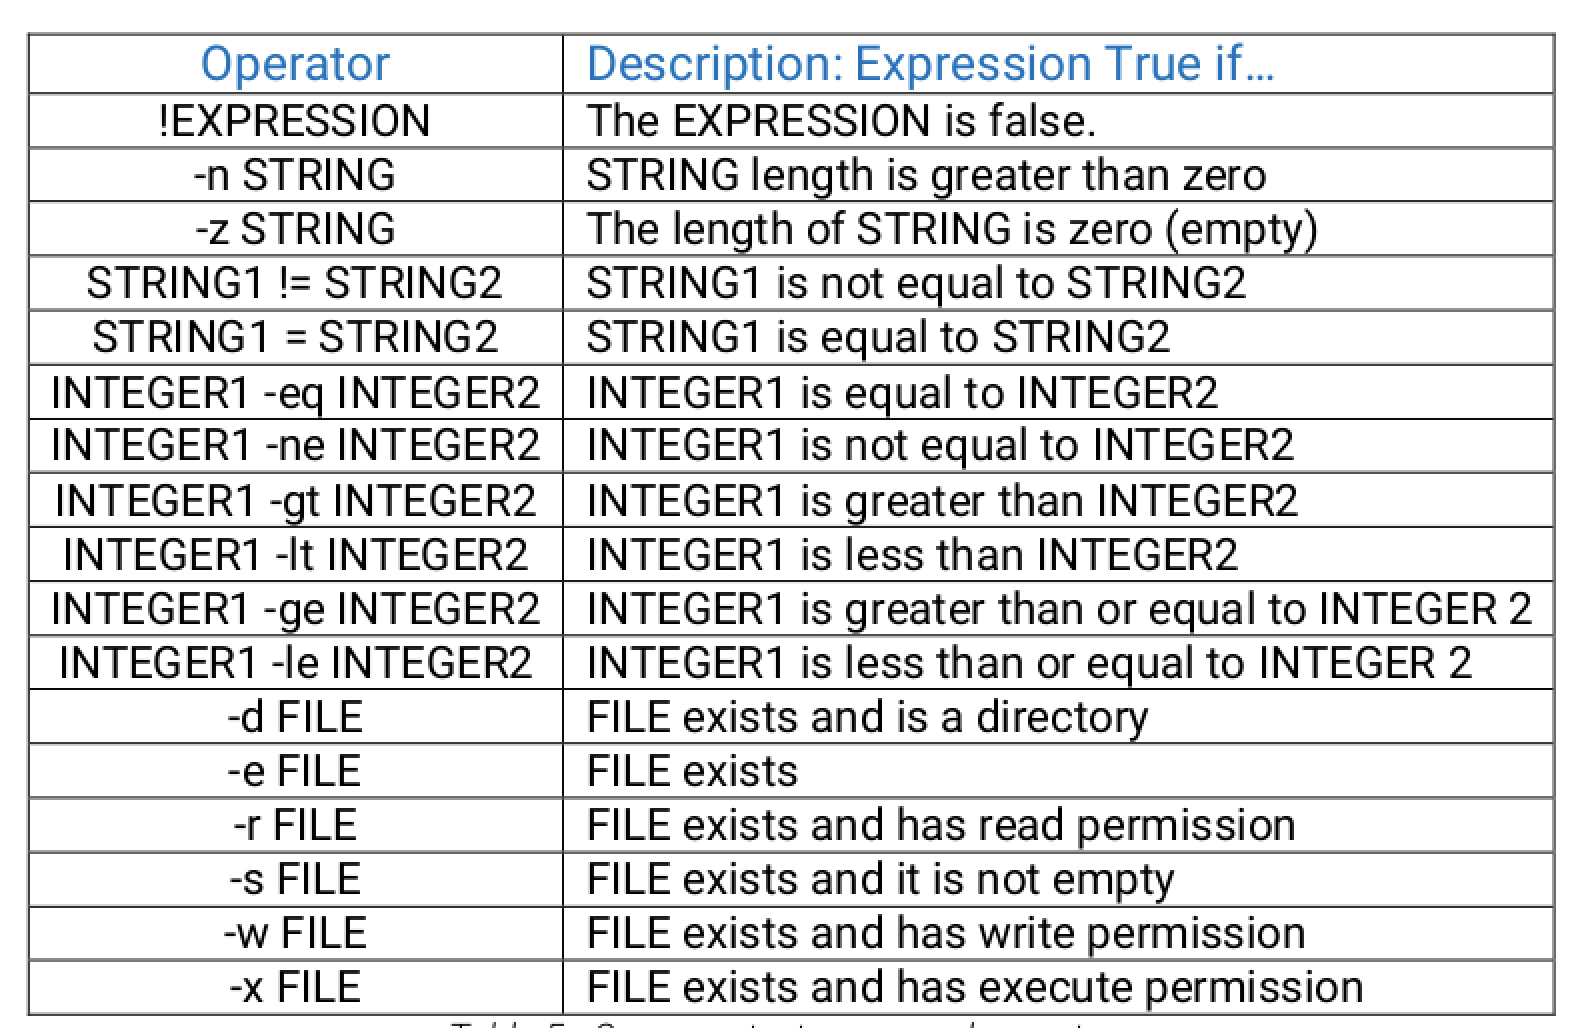 Operator Description: Expression True if...
!EXPRESSION The EXPRESSION is false.
-n STRING STRING length is greater than zero
-z STRING The length of STRING is zero (empty)
STRING1 != STRING2 STRING1 is not equal to STRING2
STRING1 = STRING2 STRING1 is equal to STRING2
INTEGER1 -eq INTEGER2 INTEGER1 is equal to INTEGER2
INTEGER1 -ne INTEGER2 INTEGER1 is not equal to INTEGER2
INTEGER1 -gt INTEGER2 INTEGER1 is greater than INTEGER2
INTEGER1 -lt INTEGER2 INTEGER1 is less than INTEGER2
INTEGER1 -ge INTEGER2 INTEGER1 is greater than or equal to INTEGER 2
INTEGER1 -le INTEGER2 INTEGER1 is less than or equal to INTEGER 2
-d FILE FILE exists and is a directory
-e FILE FILE exists
-r FILE FILE exists and has read permission
-s FILE FILE exists and it is not empty
-w FILE FILE exists and has write permission
-x FILE FILE exists and has execute permission